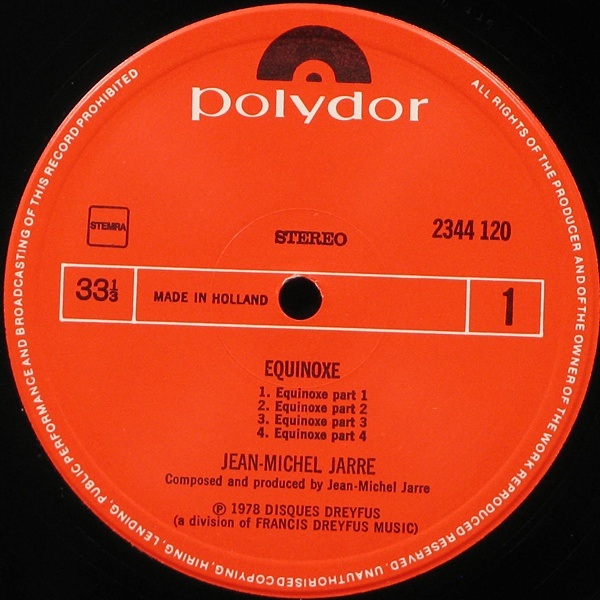 polydor
ALL RIGHTS OF THE PRODUCER AND OF THE OWNER OF THE WORK REPRODUCED RESERVED. UNAUTHORISED COPYING, HIRING, LENDING, PUBLIC PERFORMANCE AND BROADCASTING OF THIS RECORD PROHIBITED
STEMRA
STEREO
2344 120
33 1/3
MADE IN HOLLAND
1
EQUINOXE
1. Equinoxe part 1
2. Equinoxe part 2
3. Equinoxe part 3
4. Equinoxe part 4
JEAN-MICHEL JARRE
Composed and produced by Jean-Michel Jarre
℗ 1978 DISQUES DREYFUS
(a division of FRANCIS DREYFUS MUSIC)